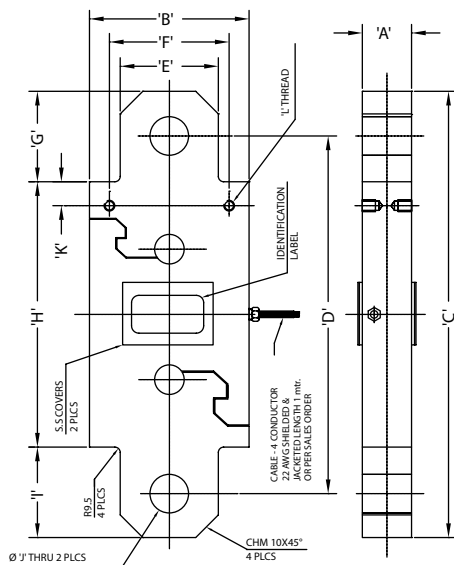 'B'
'F'
'E'
'A'
'L' THREAD
'G'
'K'
IDENTIFICATION
LABEL
'H'
'D'
'C'
S.S COVERS
2 PLCS
CABLE - 4 CONDUCTOR
22 AWG SHIELDED &
JACKETED LENGTH 1 mtr.
OR PER SALES ORDER
'I'
R9.5
4 PLCS
Ø 'J' THRU 2 PLCS
CHM 10X45°
4 PLCS